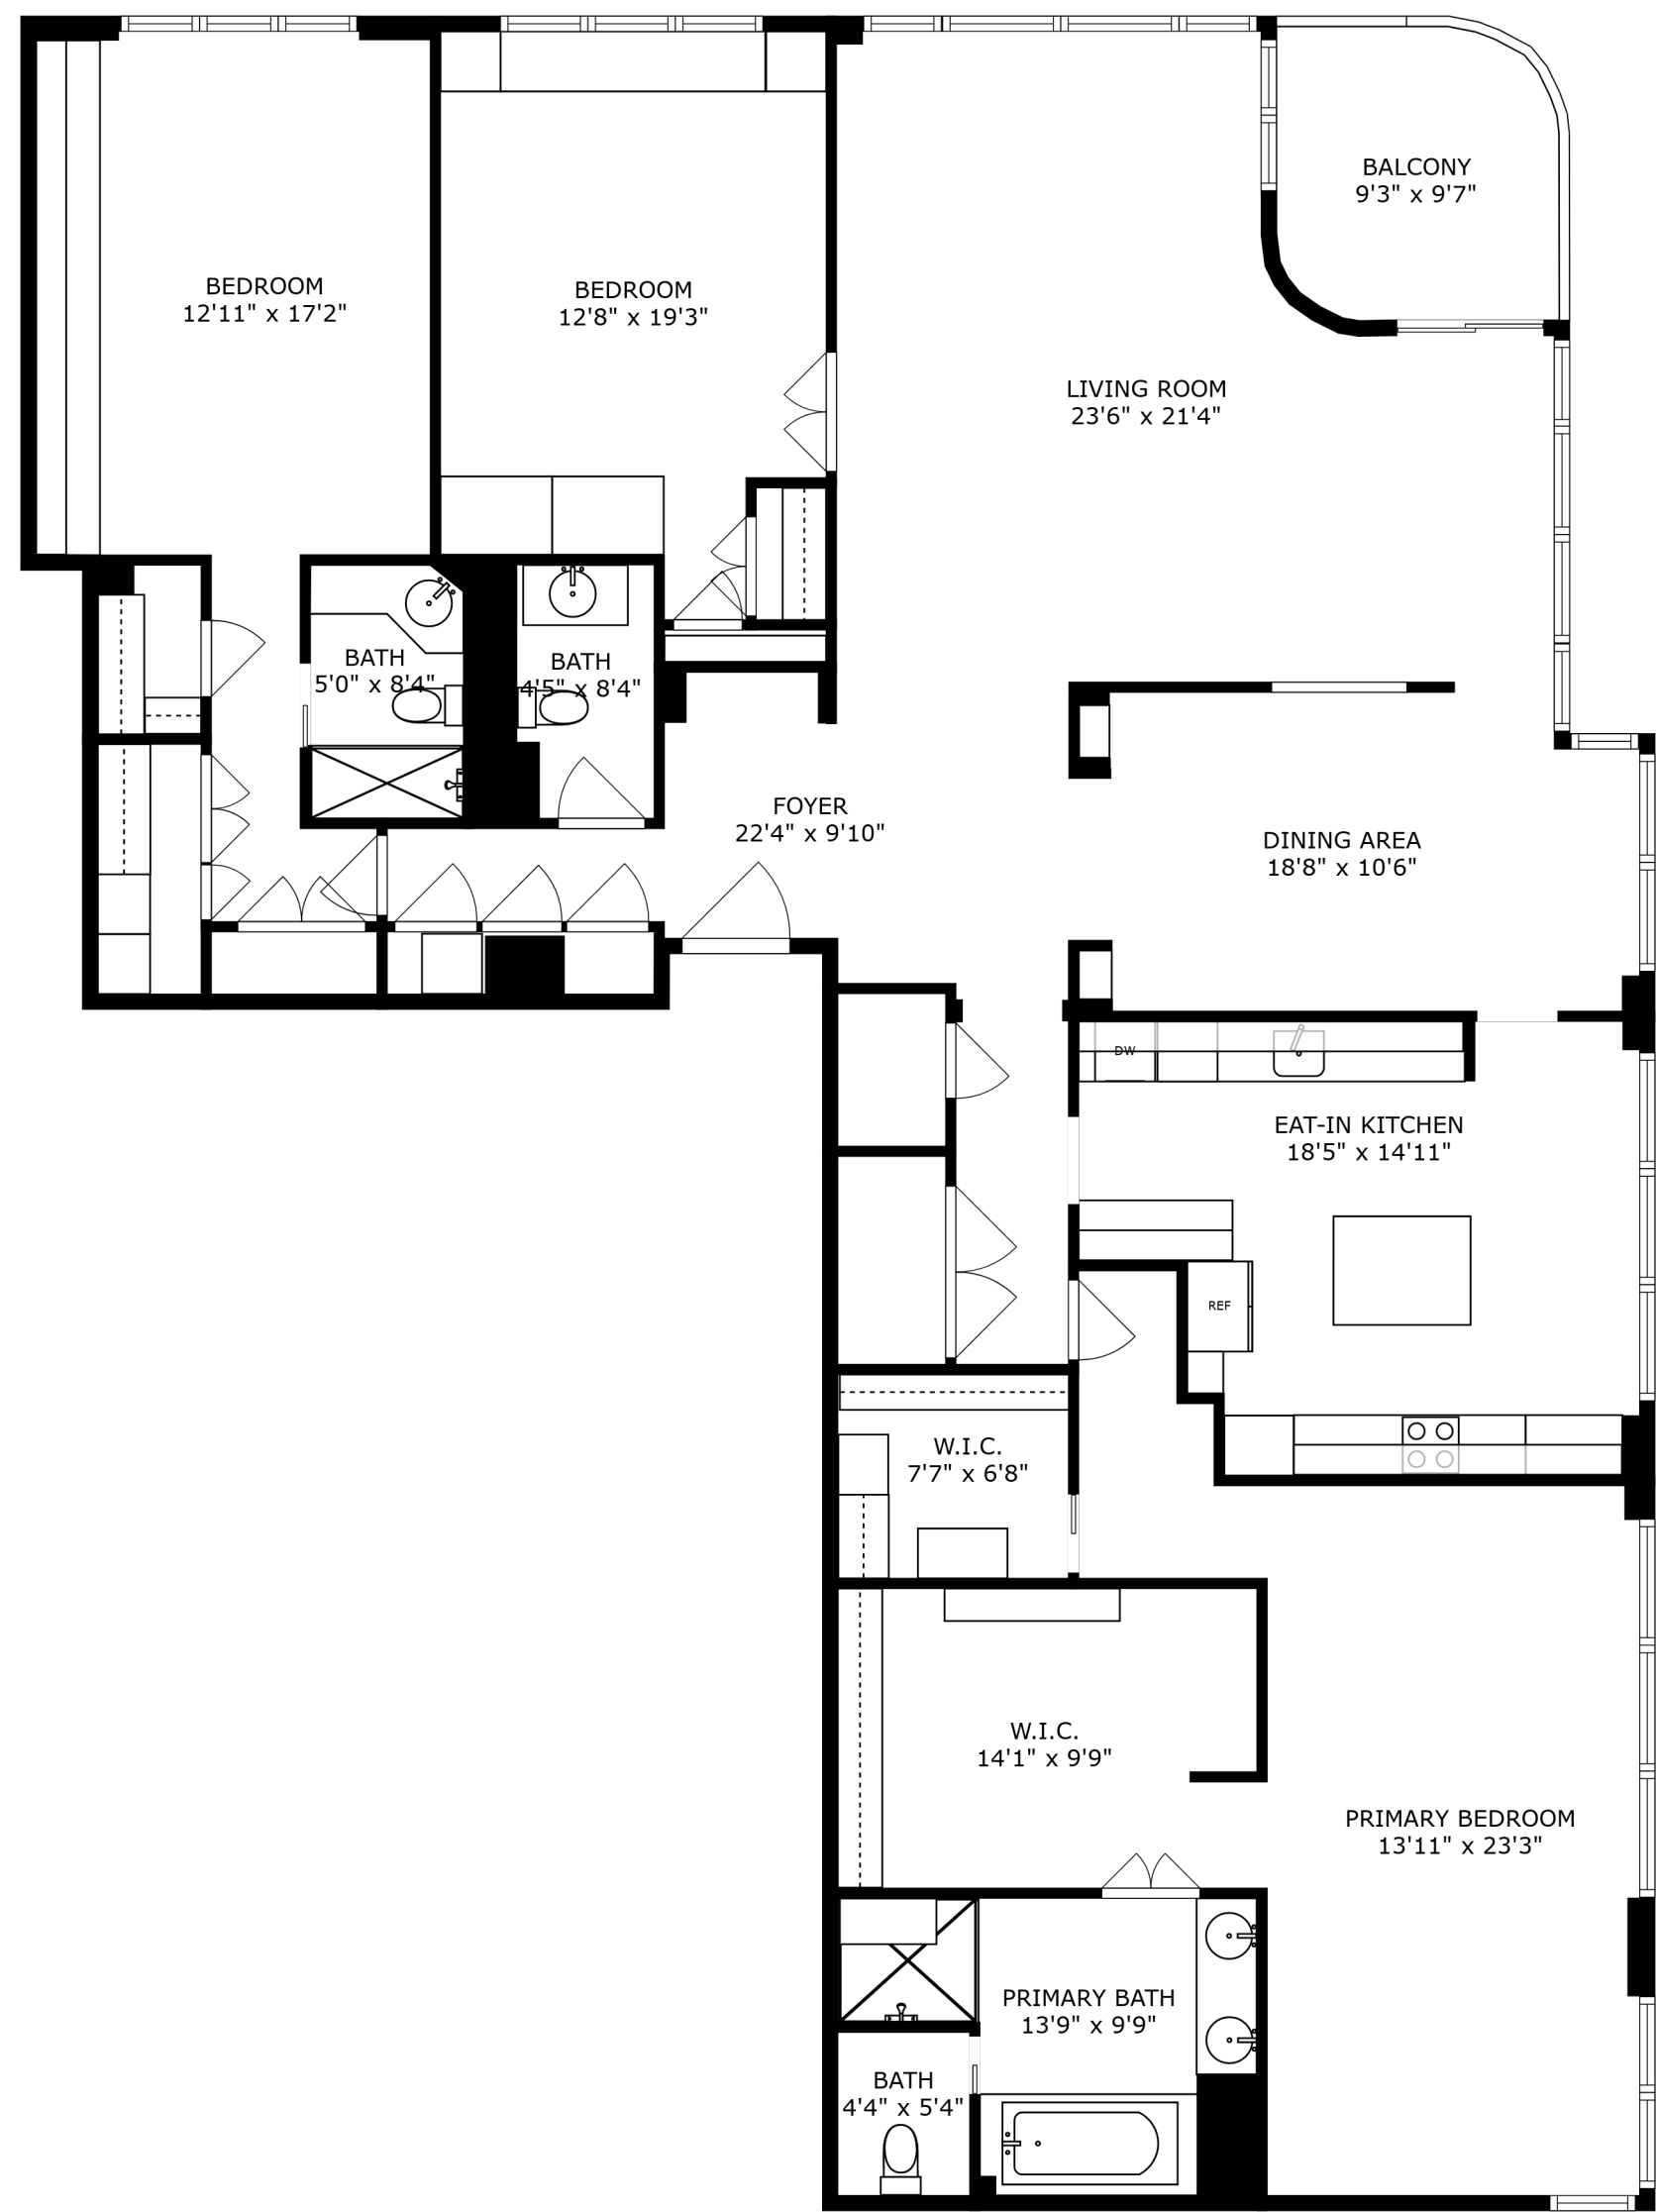 BALCONY
9'3" x 9'7"
BEDROOM
12'11" x 17'2"
BEDROOM
12'8" x 19'3"
LIVING ROOM
23'6" x 21'4"
BATH
5'0" x 8'4"
BATH
4'5" x 8'4"
FOYER
22'4" x 9'10"
DINING AREA
18'8" x 10'6"
DW
EAT-IN KITCHEN
18'5" x 14'11"
REF
W.I.C.
7'7" x 6'8"
W.I.C.
14'1" x 9'9"
PRIMARY BEDROOM
13'11" x 23'3"
PRIMARY BATH
13'9" x 9'9"
BATH
4'4" x 5'4"